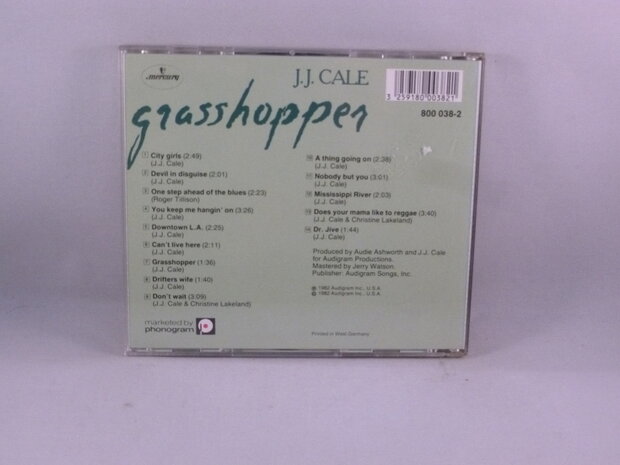 mercury
J.J. CALE
grasshopper
3 259180 003821
800 038-2
1 City girls (2:49)
(J.J. Cale)
2 Devil in disguise (2:01)
(J.J. Cale)
3 One step ahead of the blues (2:23)
(Roger Tillison)
4 You keep me hangin' on (3:26)
(J.J. Cale)
5 Downtown L.A. (2:25)
(J.J. Cale)
6 Can't live here (2:11)
(J.J. Cale)
7 Grasshopper (1:36)
(J.J. Cale)
8 Drifters wife (1:40)
(J.J. Cale)
9 Don't wait (3:09)
(J.J. Cale & Christine Lakeland)
10 A thing going on (2:38)
(J.J. Cale)
11 Nobody but you (3:01)
(J.J. Cale)
12 Mississippi River (2:03)
(J.J. Cale)
13 Does your mama like to reggae (3:40)
(J.J. Cale & Christine Lakeland)
14 Dr. Jive (1:44)
(J.J. Cale)
Produced by Audie Ashworth and J.J. Cale
for Audigram Productions.
Mastered by Jerry Watson.
Publisher: Audigram Songs, Inc.
℗ 1982 Audigram Inc., U.S.A.
© 1982 Audigram Inc., U.S.A.
marketed by
phonogram
Printed in West Germany